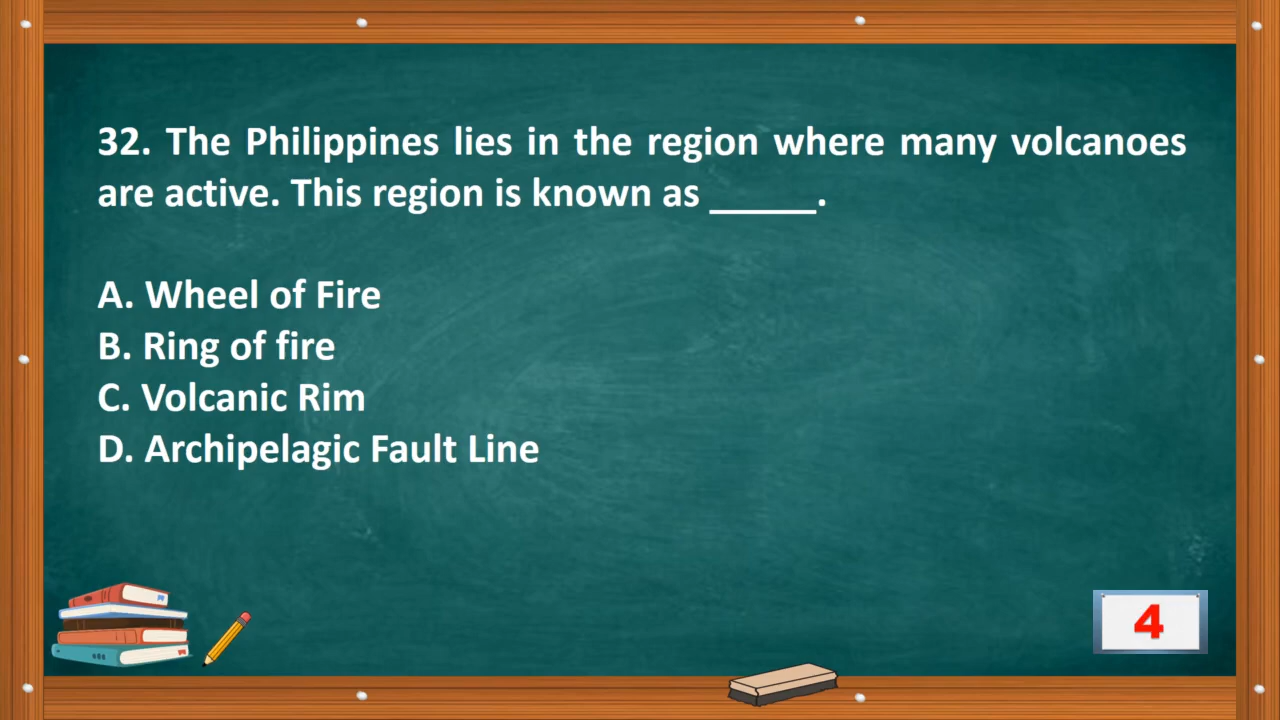 32. The Philippines lies in the region where many volcanoes
are active. This region is known as ______.
A. Wheel of Fire
B. Ring of fire
C. Volcanic Rim
D. Archipelagic Fault Line
4